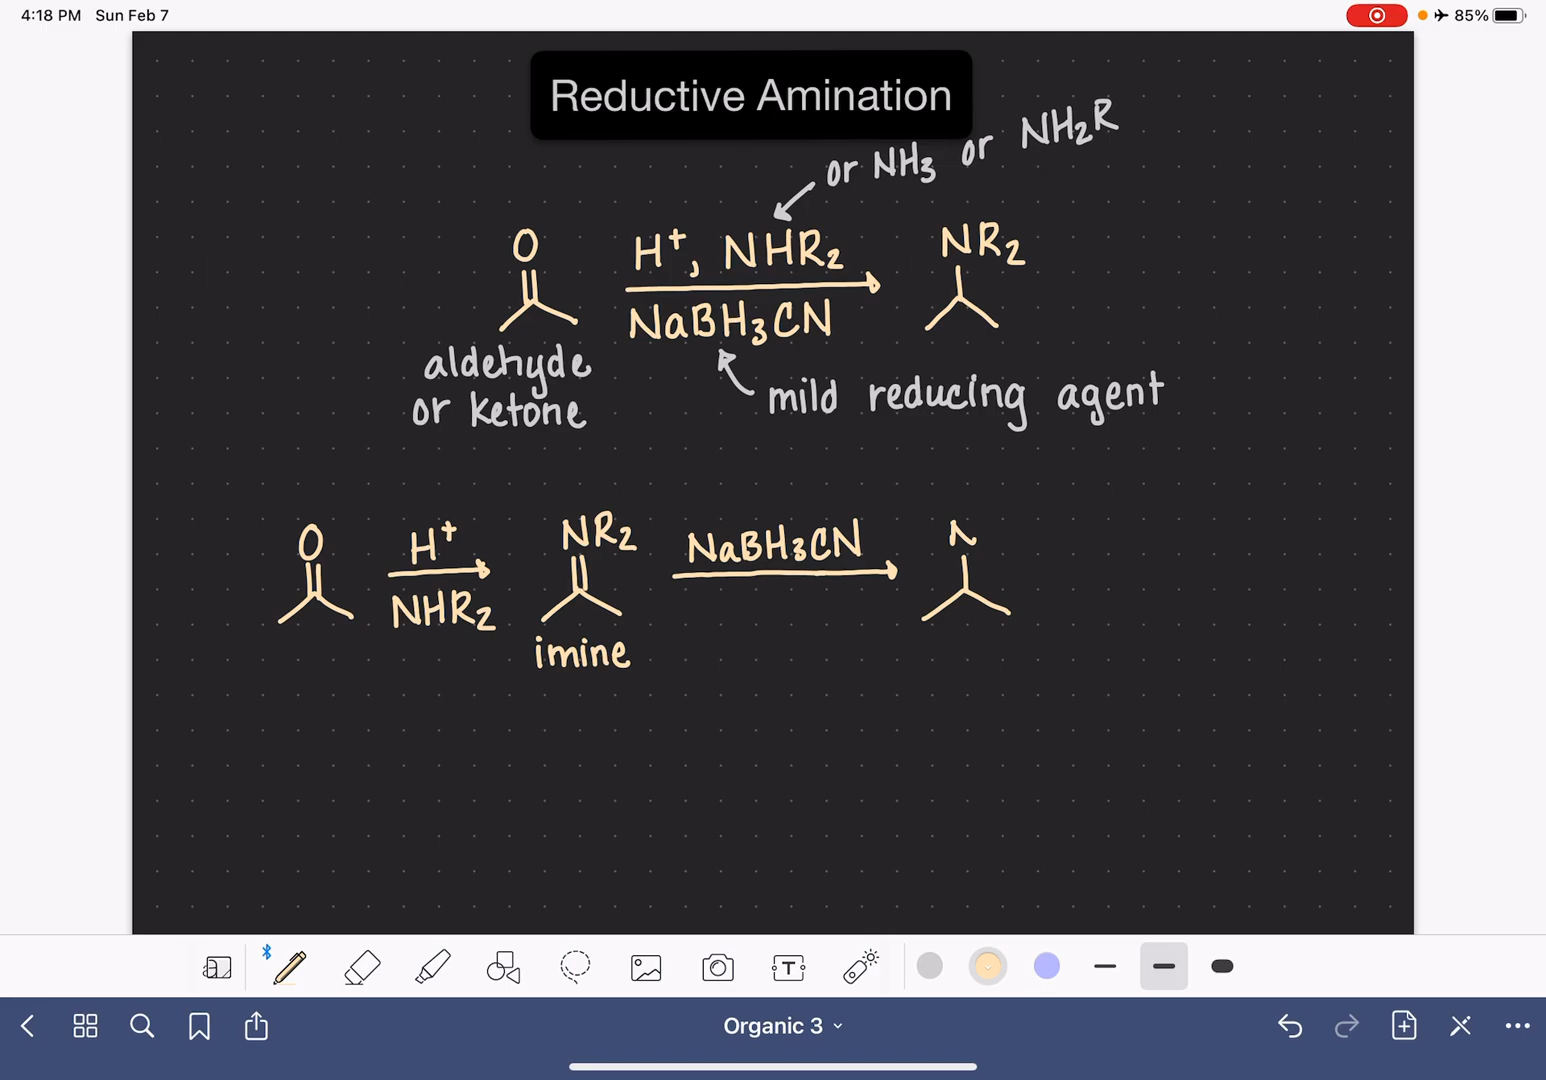 4:18 PM Sun Feb 7
85%
Reductive Amination
or NH₃ or NH₂R
O
H⁺, NHR₂
NR₂
NaBH₃CN
aldehyde
or ketone
mild reducing agent
O
H⁺
NHR₂
NR₂
imine
NaBH₃CN
T
Organic 3